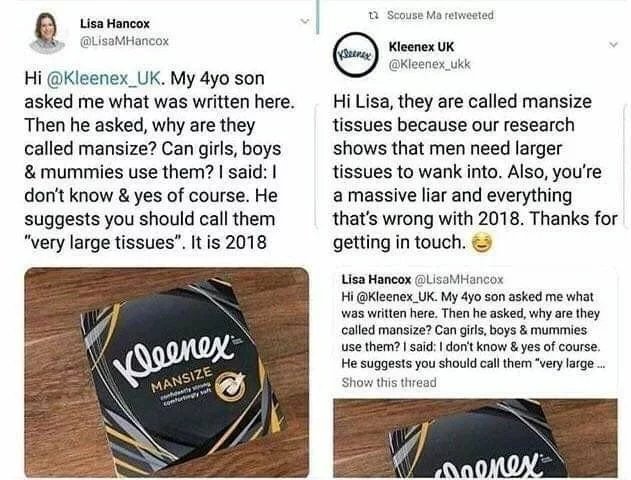 Lisa Hancox
@LisaMHancox
Hi @Kleenex_UK. My 4yo son
asked me what was written here.
Then he asked, why are they
called mansize? Can girls, boys
& mummies use them? I said: I
don't know & yes of course. He
suggests you should call them
"very large tissues". It is 2018
Kleenex
MANSIZE
confidently strong
comfortingly soft
Scouse Ma retweeted
Kleenex
Kleenex UK
@Kleenex_ukk
Hi Lisa, they are called mansize
tissues because our research
shows that men need larger
tissues to wank into. Also, you're
a massive liar and everything
that's wrong with 2018. Thanks for
getting in touch. 😂
Lisa Hancox @LisaMHancox
Hi @Kleenex_UK. My 4yo son asked me what
was written here. Then he asked, why are they
called mansize? Can girls, boys & mummies
use them? I said: I don't know & yes of course.
He suggests you should call them "very large ...
Show this thread
Kleenex